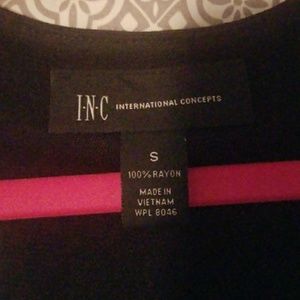 I·N·C INTERNATIONAL CONCEPTS
S
100% RAYON
MADE IN
VIETNAM
WPL 8046